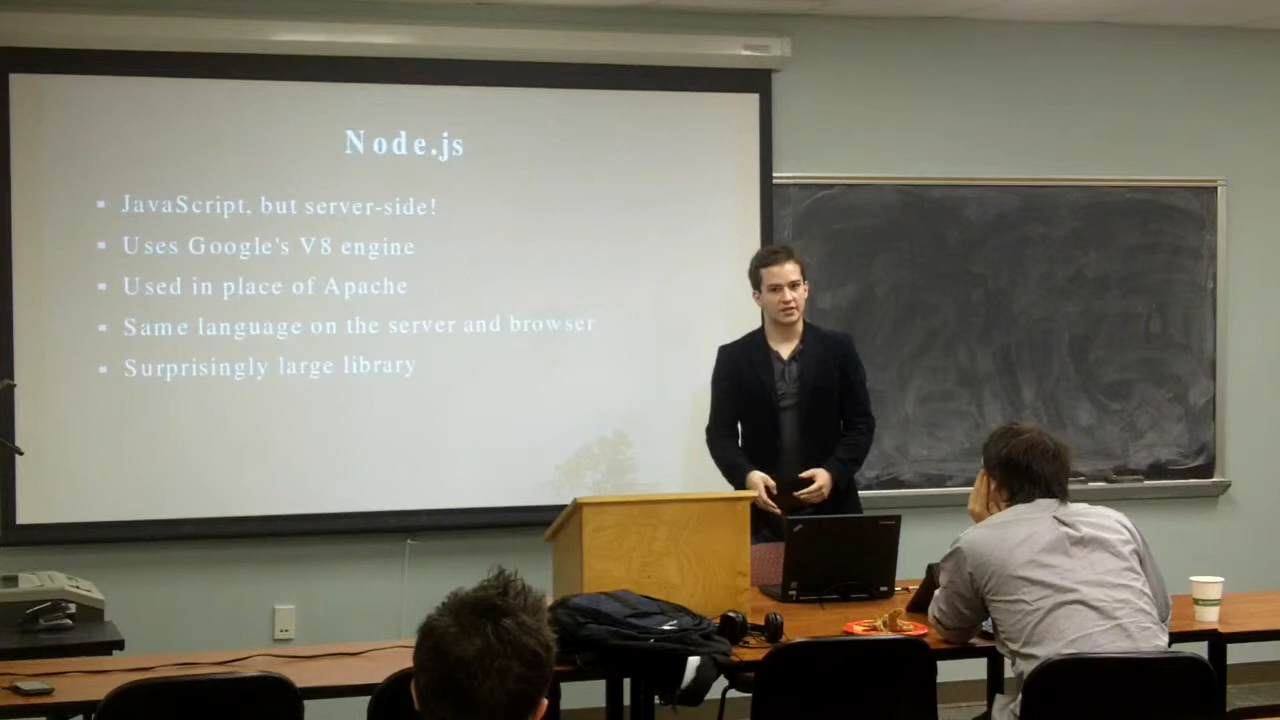 Node.js
JavaScript, but server-side!
Uses Google's V8 engine
Used in place of Apache
Same language on the server and browser
Surprisingly large library